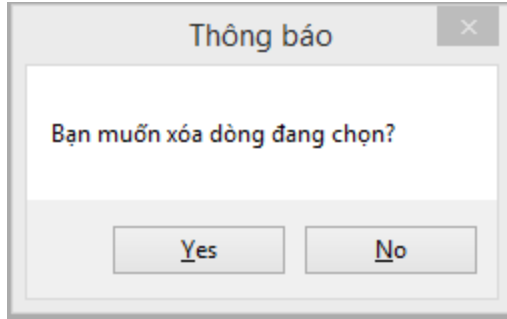 Thông báo
Bạn muốn xóa dòng đang chọn?
Yes
No